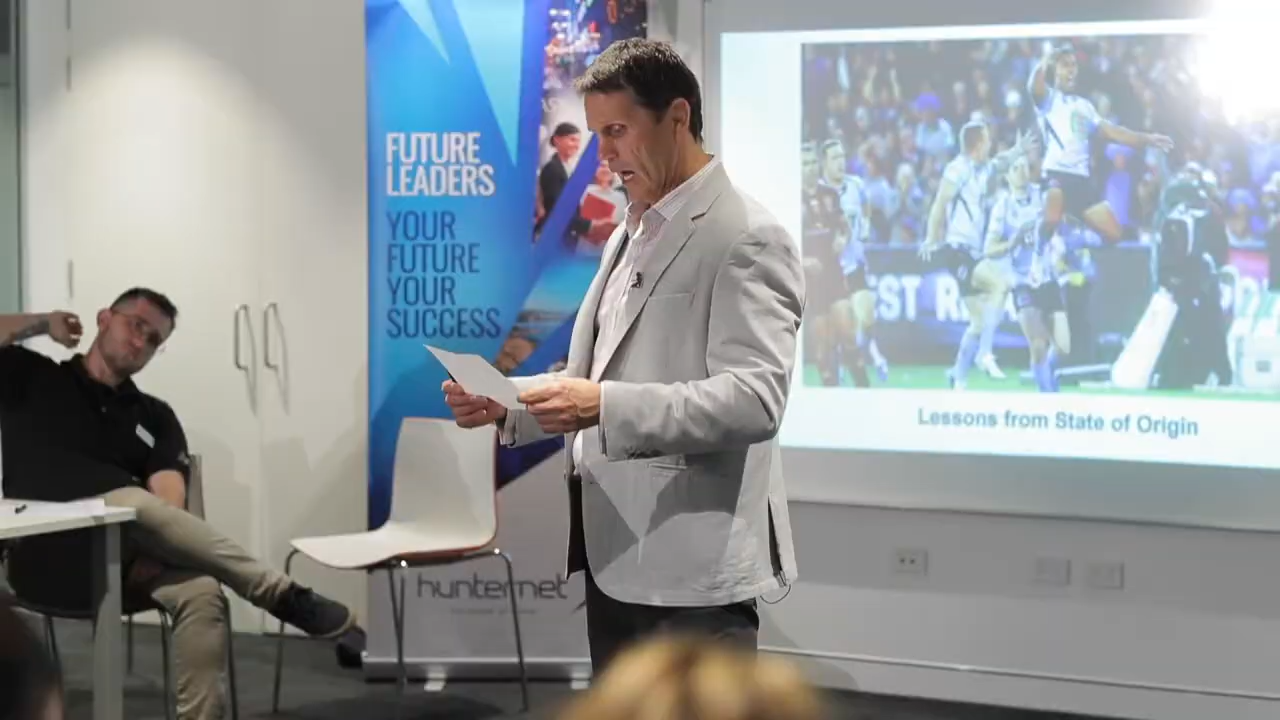 FUTURE
LEADERS
YOUR
FUTURE
YOUR
SUCCESS
hunternet
Lessons from State of Origin